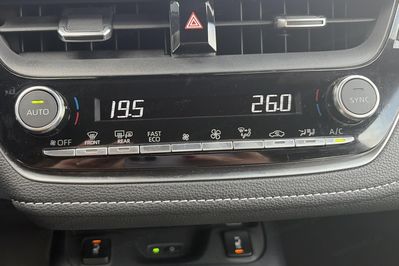 AUTO
19.5
26.0
SYNC
OFF
FRONT
REAR
FAST
ECO
A/C